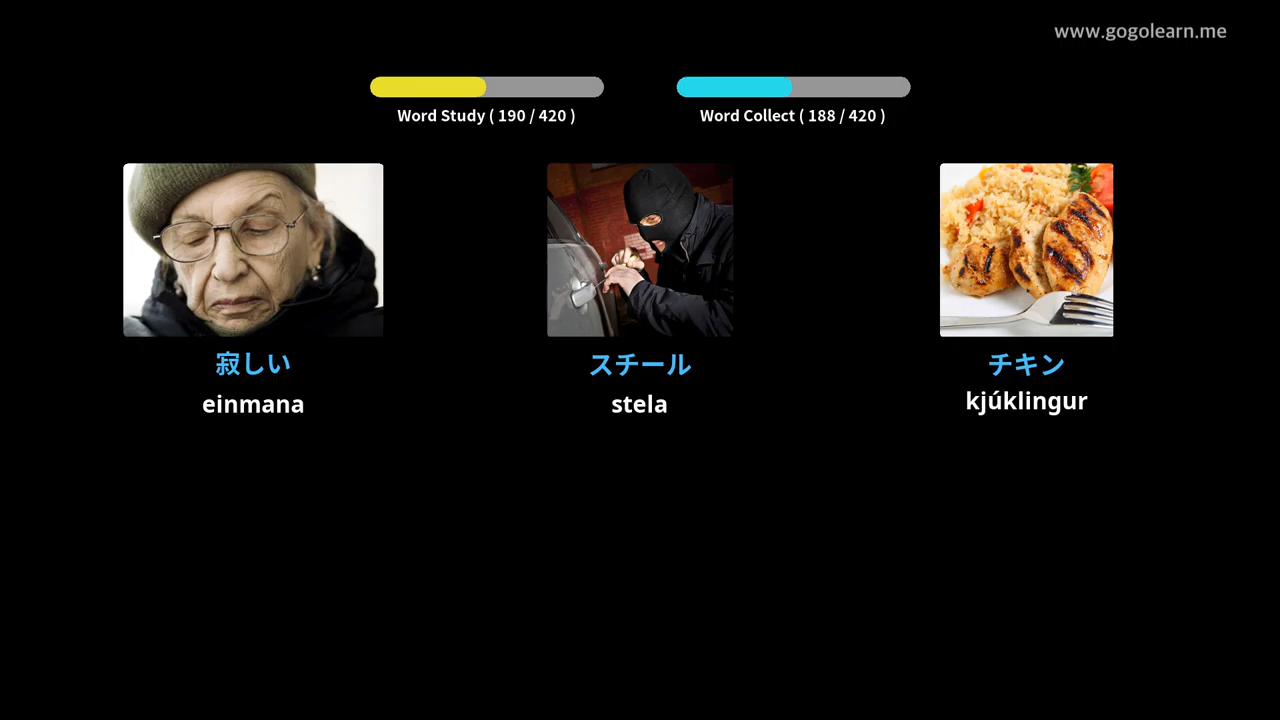 www.gogolearn.me
Word Study ( 190 / 420 )
Word Collect ( 188 / 420 )
寂しい
einmana
スチール
stela
チキン
kjúklingur